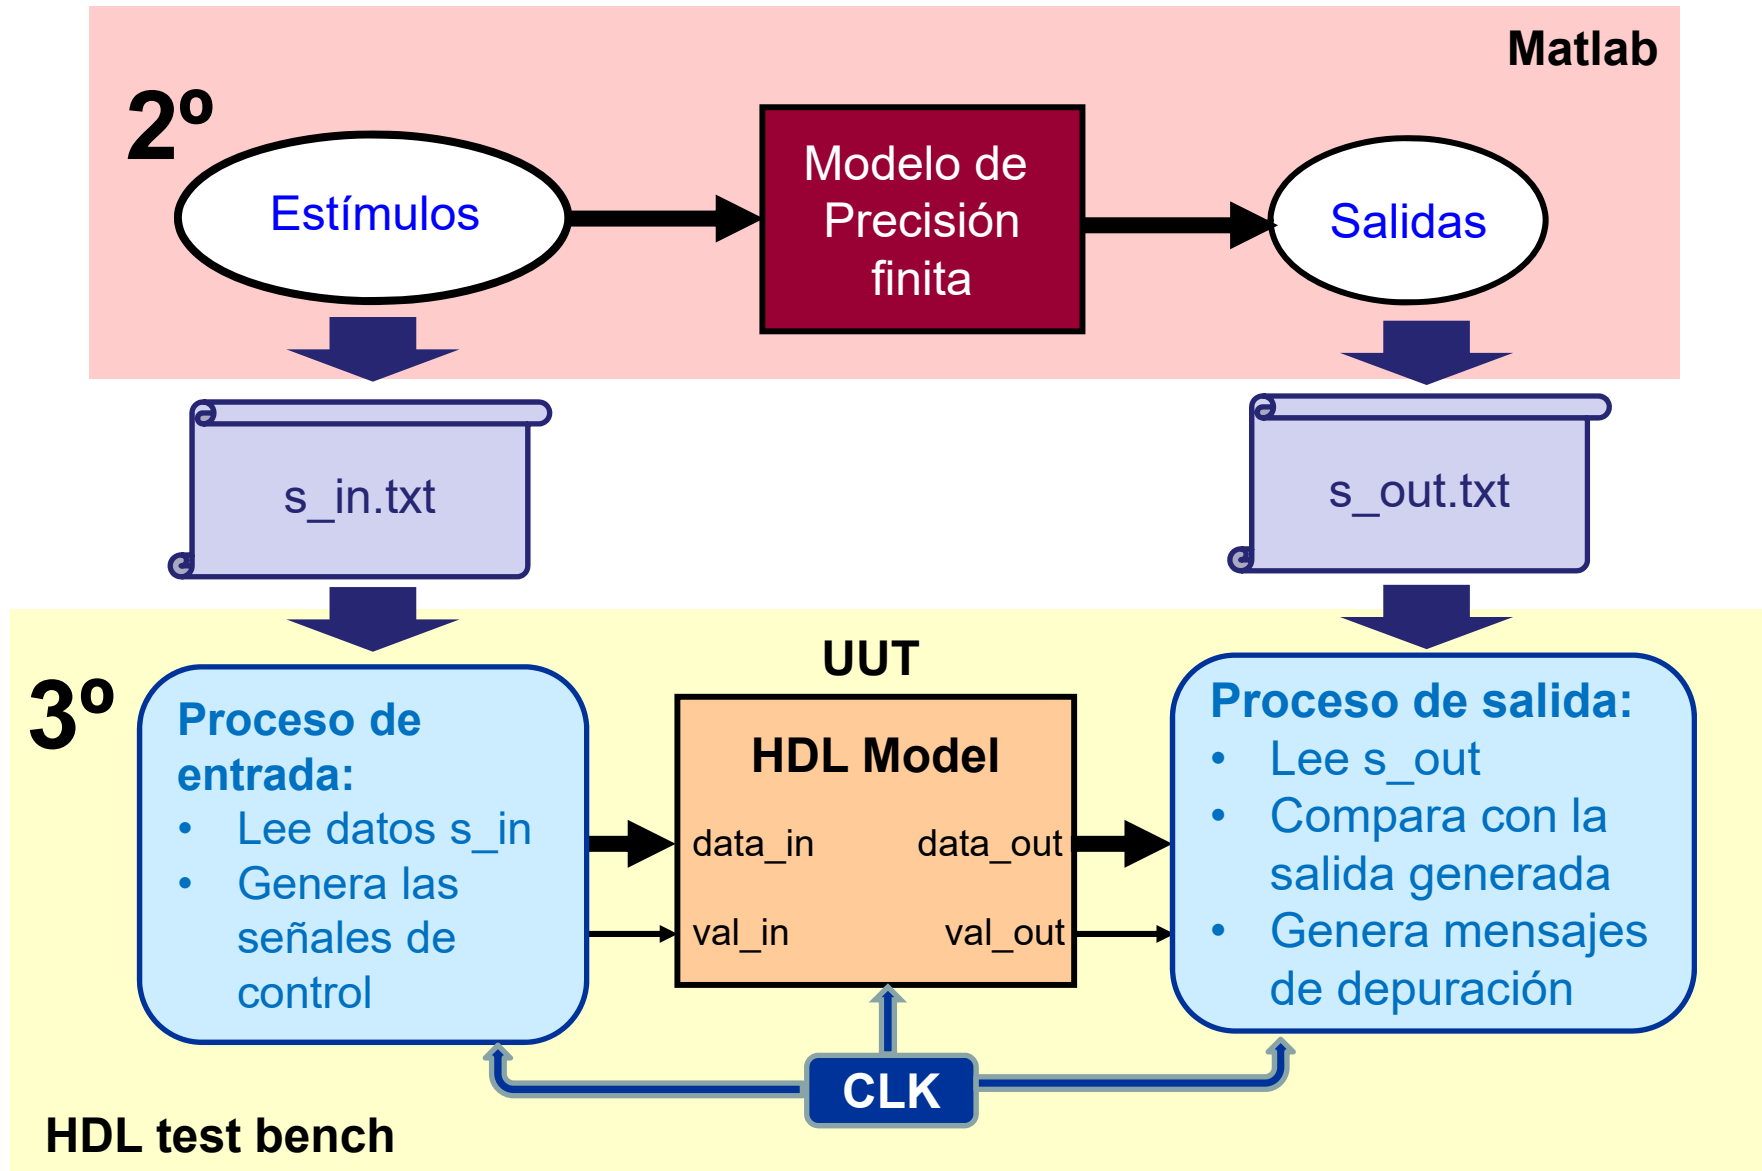 Matlab
2º
Estímulos
Modelo de
Precisión
finita
Salidas
s_in.txt
s_out.txt
3º
UUT
Proceso de
entrada:
• Lee datos s_in
• Genera las
señales de
control
HDL Model
data_in
data_out
val_in
val_out
Proceso de salida:
• Lee s_out
• Compara con la
salida generada
• Genera mensajes
de depuración
CLK
HDL test bench